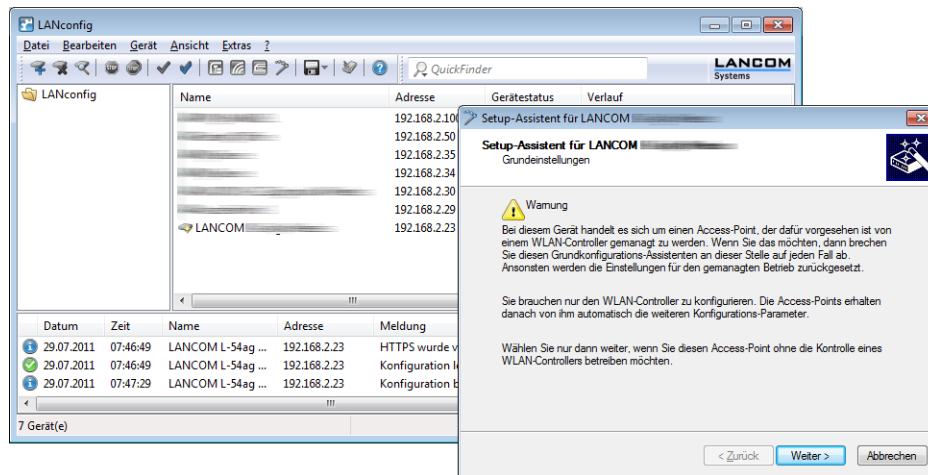 LANconfig
Datei Bearbeiten Gerät Ansicht Extras ?
QuickFinder
LANCOM
Systems
LANconfig
Name Adresse Gerätestatus Verlauf
192.168.2.100
192.168.2.50
192.168.2.35
192.168.2.34
192.168.2.30
192.168.2.29
LANCOM 192.168.2.23
Datum Zeit Name Adresse Meldung
29.07.2011 07:46:49 LANCOM L-54ag ... 192.168.2.23 HTTPS wurde v
29.07.2011 07:46:49 LANCOM L-54ag ... 192.168.2.23 Konfiguration
29.07.2011 07:47:29 LANCOM L-54ag ... 192.168.2.23 Konfiguration
7 Gerät(e)
Setup-Assistent für LANCOM
Setup-Assistent für LANCOM
Grundeinstellungen
Warnung
Bei diesem Gerät handelt es sich um einen Access-Point, der dafür vorgesehen ist von
einem WLAN-Controller gemanagt zu werden. Wenn Sie das möchten, dann brechen
Sie diesen Grundkonfigurations-Assistenten an dieser Stelle auf jeden Fall ab.
Ansonsten werden die Einstellungen für den gemanagten Betrieb zurückgesetzt.
Sie brauchen nur den WLAN-Controller zu konfigurieren. Die Access-Points erhalten
danach von ihm automatisch die weiteren Konfigurations-Parameter.
Wählen Sie nur dann weiter, wenn Sie diesen Access-Point ohne die Kontrolle eines
WLAN-Controllers betreiben möchten.
< Zurück Weiter > Abbrechen